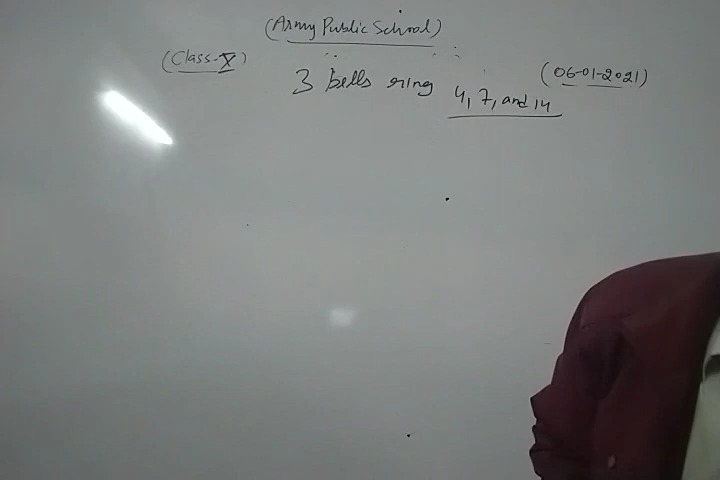 (Army Public School)
(Class-X)
(06-01-2021)
3 bells ring 4, 7, and 14